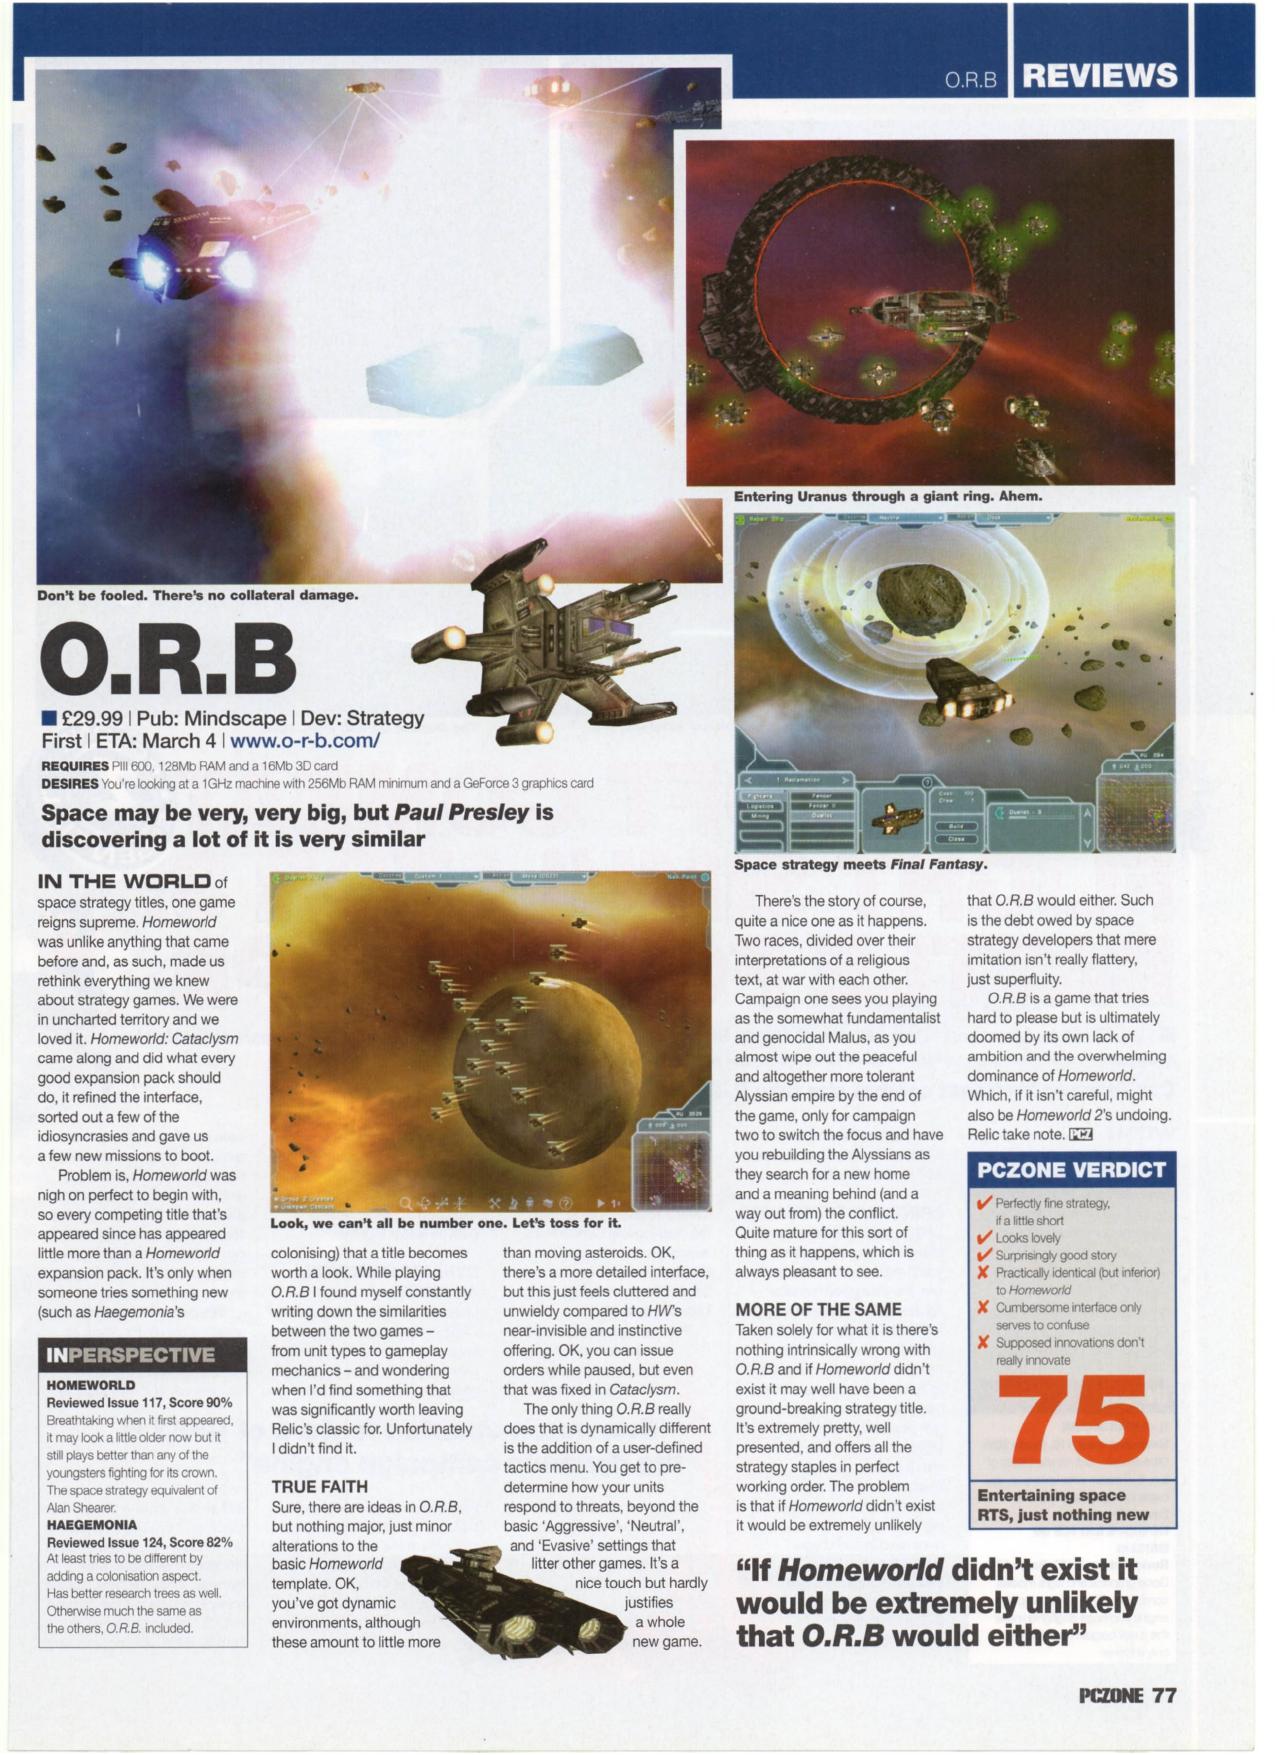 O.R.B REVIEWS
Entering Uranus through a giant ring. Ahem.
Don't be fooled. There's no collateral damage.
O.R.B
£29.99 | Pub: Mindscape | Dev: Strategy
First | ETA: March 4 | www.o-r-b.com/
REQUIRES PIII 600, 128Mb RAM and a 16Mb 3D card
DESIRES You're looking at a 1GHz machine with 256Mb RAM minimum and a GeForce 3 graphics card
Space may be very, very big, but Paul Presley is
discovering a lot of it is very similar
Space strategy meets Final Fantasy.
IN THE WORLD of
space strategy titles, one game
reigns supreme. Homeworld
was unlike anything that came
before and, as such, made us
rethink everything we knew
about strategy games. We were
in uncharted territory and we
loved it. Homeworld: Cataclysm
came along and did what every
good expansion pack should
do, it refined the interface,
sorted out a few of the
idiosyncrasies and gave us
a few new missions to boot.
Problem is, Homeworld was
nigh on perfect to begin with,
so every competing title that's
appeared since has appeared
little more than a Homeworld
expansion pack. It's only when
someone tries something new
(such as Haegemonia's
INPERSPECTIVE
HOMEWORLD
Reviewed Issue 117, Score 90%
Breathtaking when it first appeared,
it may look a little older now but it
still plays better than any of the
youngsters fighting for its crown.
The space strategy equivalent of
Alan Shearer.
HAEGEMONIA
Reviewed Issue 124, Score 82%
At least tries to be different by
adding a colonisation aspect.
Has better research trees as well.
Otherwise much the same as
the others, O.R.B. included.
Look, we can't all be number one. Let's toss for it.
colonising) that a title becomes
worth a look. While playing
O.R.B I found myself constantly
writing down the similarities
between the two games –
from unit types to gameplay
mechanics – and wondering
when I'd find something that
was significantly worth leaving
Relic's classic for. Unfortunately
I didn't find it.
TRUE FAITH
Sure, there are ideas in O.R.B,
but nothing major, just minor
alterations to the
basic Homeworld
template. OK,
you've got dynamic
environments, although
these amount to little more
than moving asteroids. OK,
there's a more detailed interface,
but this just feels cluttered and
unwieldy compared to HW's
near-invisible and instinctive
offering. OK, you can issue
orders while paused, but even
that was fixed in Cataclysm.
The only thing O.R.B really
does that is dynamically different
is the addition of a user-defined
tactics menu. You get to pre-
determine how your units
respond to threats, beyond the
basic 'Aggressive', 'Neutral',
and 'Evasive' settings that
litter other games. It's a
nice touch but hardly
justifies
a whole
new game.
There's the story of course,
quite a nice one as it happens.
Two races, divided over their
interpretations of a religious
text, at war with each other.
Campaign one sees you playing
as the somewhat fundamentalist
and genocidal Malus, as you
almost wipe out the peaceful
and altogether more tolerant
Alyssian empire by the end of
the game, only for campaign
two to switch the focus and have
you rebuilding the Alyssians as
they search for a new home
and a meaning behind (and a
way out from) the conflict.
Quite mature for this sort of
thing as it happens, which is
always pleasant to see.
MORE OF THE SAME
Taken solely for what it is there's
nothing intrinsically wrong with
O.R.B and if Homeworld didn't
exist it may well have been a
ground-breaking strategy title.
It's extremely pretty, well
presented, and offers all the
strategy staples in perfect
working order. The problem
is that if Homeworld didn't exist
it would be extremely unlikely
that O.R.B would either. Such
is the debt owed by space
strategy developers that mere
imitation isn't really flattery,
just superfluity.
O.R.B is a game that tries
hard to please but is ultimately
doomed by its own lack of
ambition and the overwhelming
dominance of Homeworld.
Which, if it isn't careful, might
also be Homeworld 2's undoing.
Relic take note. PCZ
PCZONE VERDICT
✔ Perfectly fine strategy,
if a little short
✔ Looks lovely
✔ Surprisingly good story
✘ Practically identical (but inferior)
to Homeworld
✘ Cumbersome interface only
serves to confuse
✘ Supposed innovations don't
really innovate
75
Entertaining space
RTS, just nothing new
"If Homeworld didn't exist it
would be extremely unlikely
that O.R.B would either"
PCZONE 77